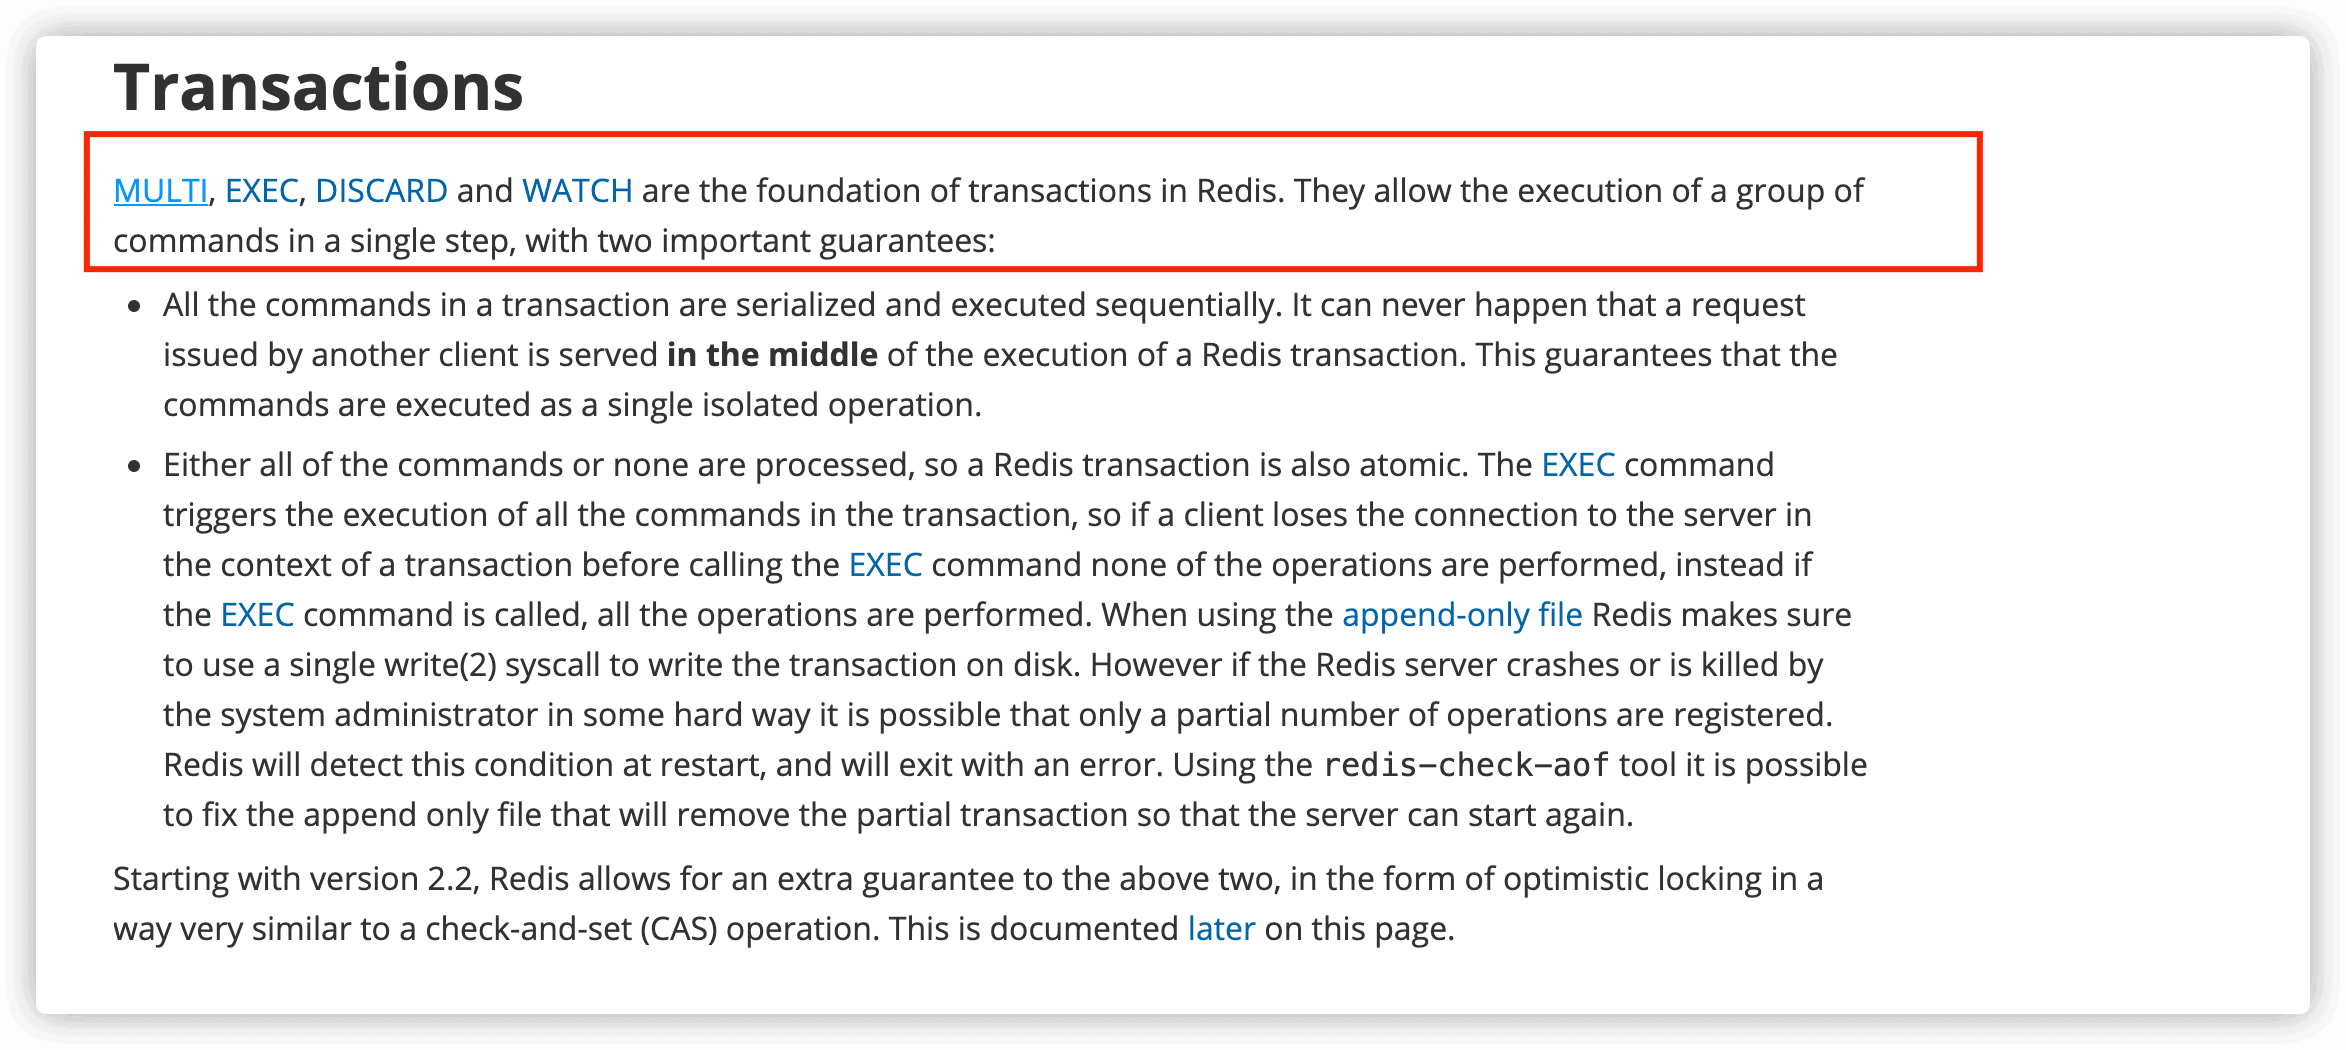 Transactions
MULTI, EXEC, DISCARD and WATCH are the foundation of transactions in Redis. They allow the execution of a group of
commands in a single step, with two important guarantees:
• All the commands in a transaction are serialized and executed sequentially. It can never happen that a request
issued by another client is served in the middle of the execution of a Redis transaction. This guarantees that the
commands are executed as a single isolated operation.
• Either all of the commands or none are processed, so a Redis transaction is also atomic. The EXEC command
triggers the execution of all the commands in the transaction, so if a client loses the connection to the server in
the context of a transaction before calling the EXEC command none of the operations are performed, instead if
the EXEC command is called, all the operations are performed. When using the append-only file Redis makes sure
to use a single write(2) syscall to write the transaction on disk. However if the Redis server crashes or is killed by
the system administrator in some hard way it is possible that only a partial number of operations are registered.
Redis will detect this condition at restart, and will exit with an error. Using the redis-check-aof tool it is possible
to fix the append only file that will remove the partial transaction so that the server can start again.
Starting with version 2.2, Redis allows for an extra guarantee to the above two, in the form of optimistic locking in a
way very similar to a check-and-set (CAS) operation. This is documented later on this page.